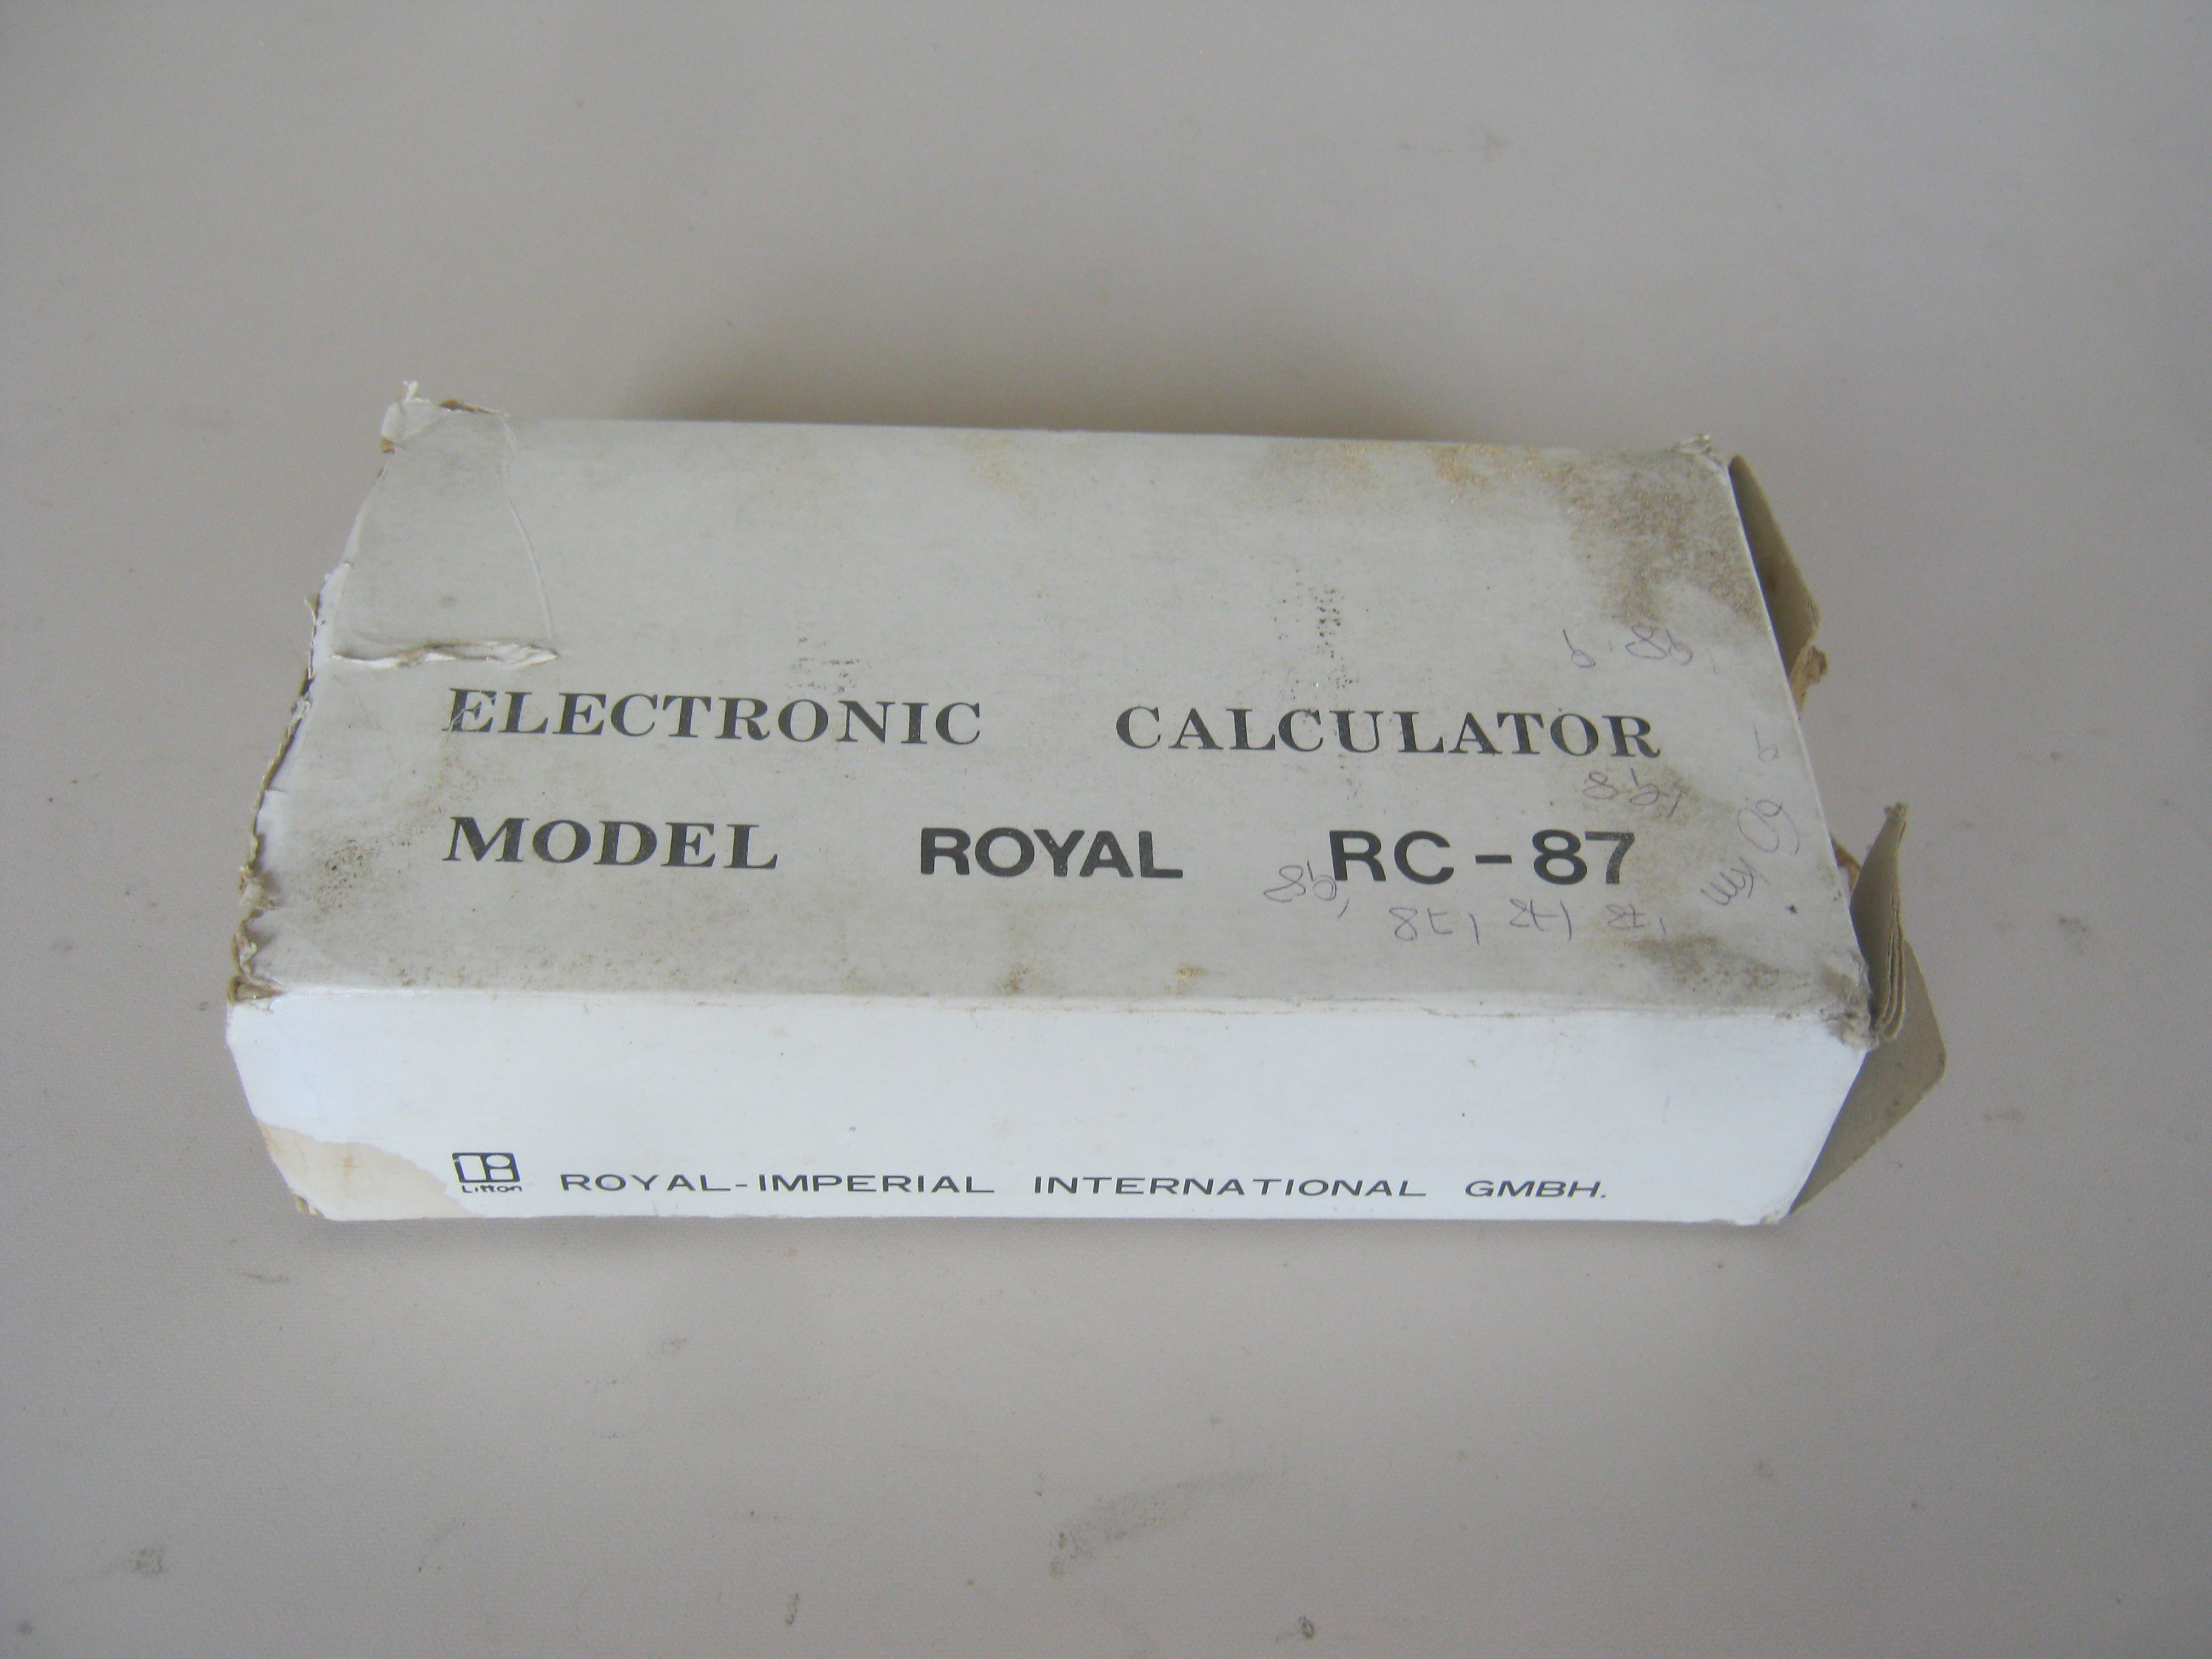 ELECTRONIC CALCULATOR
MODEL ROYAL RC-87
Litton ROYAL-IMPERIAL INTERNATIONAL GMBH.